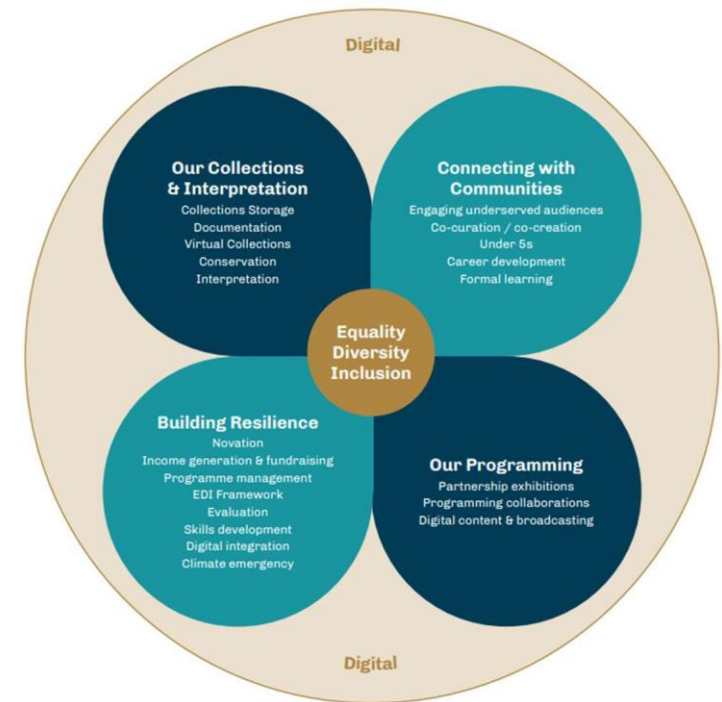 Digital
Our Collections
& Interpretation
Collections Storage
Documentation
Virtual Collections
Conservation
Interpretation
Connecting with
Communities
Engaging underserved audiences
Co-curation / co-creation
Under 5s
Career development
Formal learning
Equality
Diversity
Inclusion
Building Resilience
Novation
Income generation & fundraising
Programme management
EDI Framework
Evaluation
Skills development
Digital integration
Climate emergency
Our Programming
Partnership exhibitions
Programming collaborations
Digital content & broadcasting
Digital